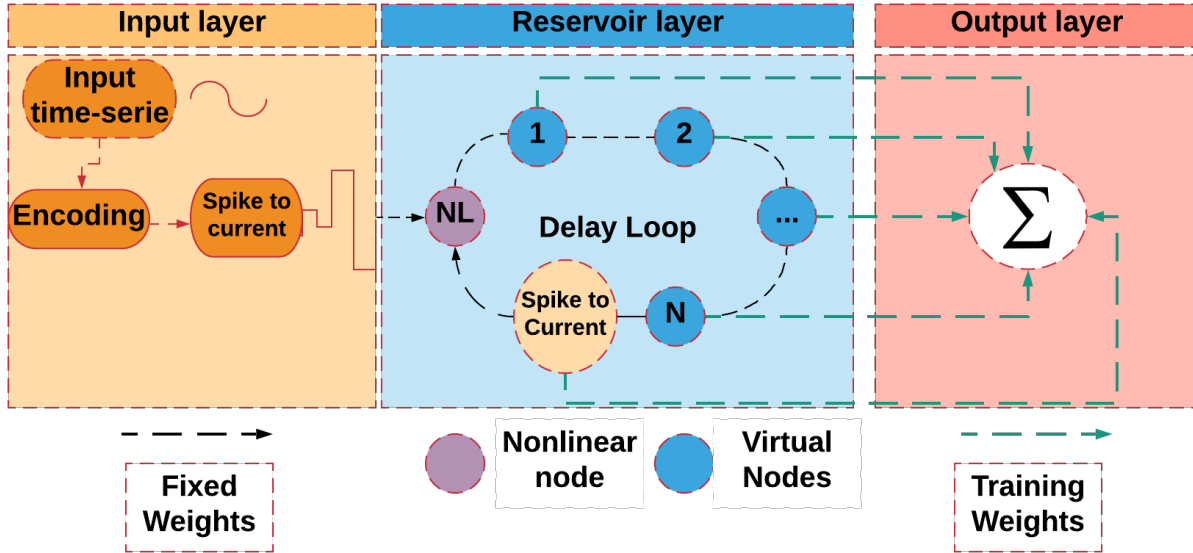 Input layer
Reservoir layer
Output layer
Input
time-serie
Encoding
Spike to
current
NL
1
2
...
N
Delay Loop
Spike to
Current
Σ
Nonlinear
node
Virtual
Nodes
Fixed
Weights
Training
Weights